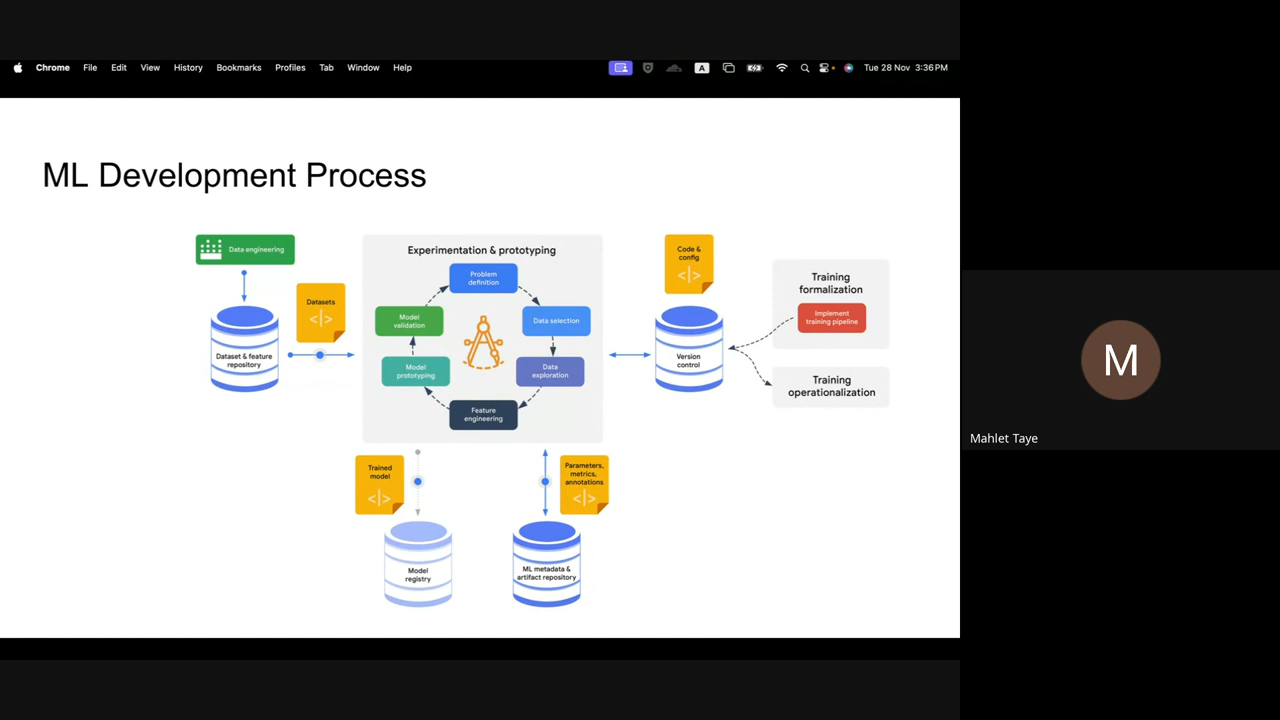 Chrome File Edit View History Bookmarks Profiles Tab Window Help A Tue 28 Nov 3:36 PM
ML Development Process
Data engineering
Datasets
</>
Dataset & feature
repository
Experimentation & prototyping
Problem
definition
Data selection
Data
exploration
Feature
engineering
Model
prototyping
Model
validation
Code &
config
</>
Version
control
Training
formalization
Implement
training pipeline
Training
operationalization
Trained
model
</>
Model
registry
Parameters,
metrics,
annotations
</>
ML metadata &
artifact repository
M
Mahlet Taye